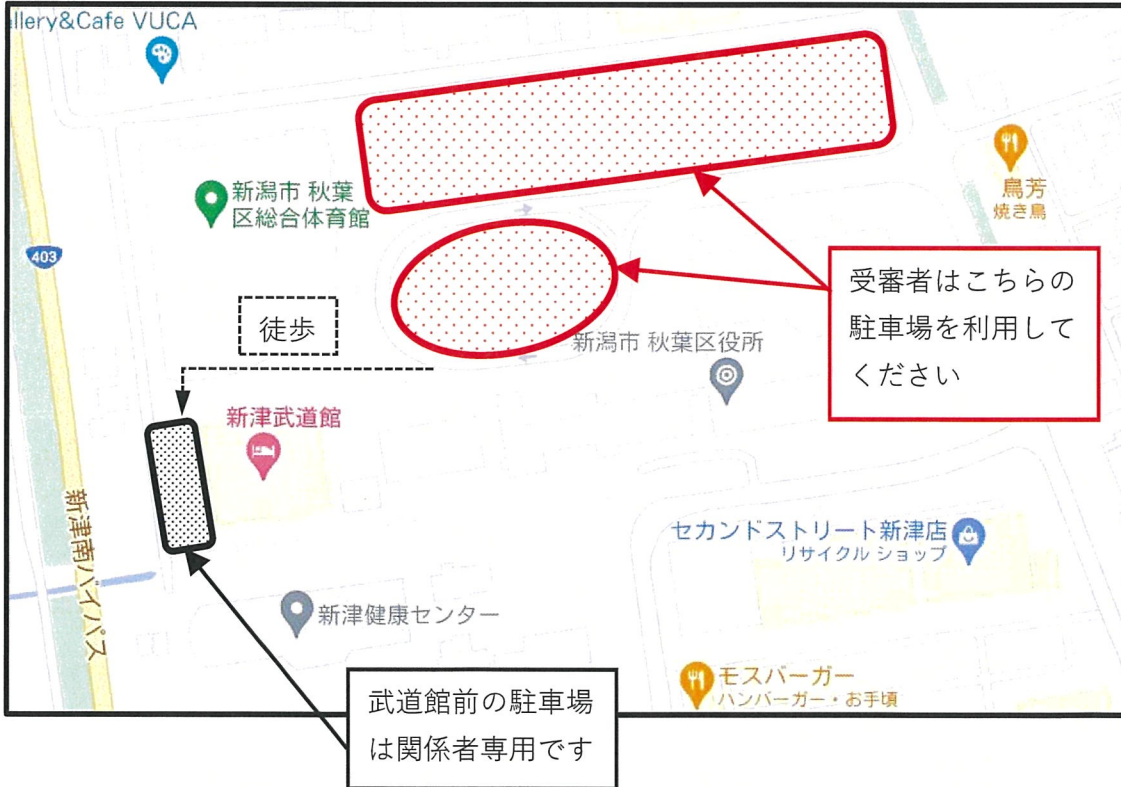 allery&Cafe VUCA
新潟市 秋葉
区総合体育館
鳥芳
焼き鳥
403
受審者はこちらの
駐車場を利用して
ください
徒歩
新潟市 秋葉区役所
新津武道館
新津南バイパス
セカンドストリート新津店
リサイクル ショップ
新津健康センター
モスバーガー
ハンバーガー・お手頃
武道館前の駐車場
は関係者専用です